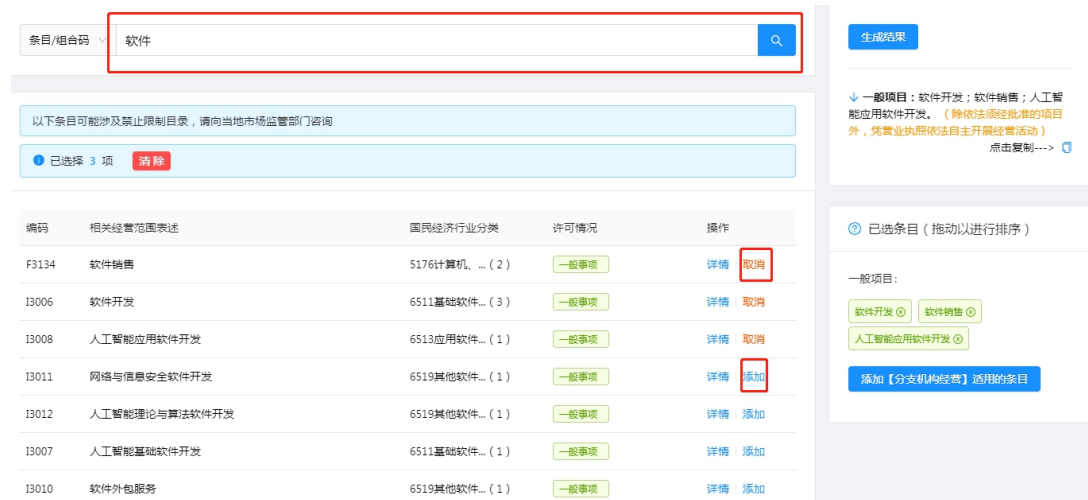 条目/组合码 软件
以下条目可能涉及禁止限制目录，请向当地市场监管部门咨询
已选择 3 项 清除
编码 相关经营范围表述 国民经济行业分类 许可情况 操作
F3134 软件销售 5176计算机、...(2) 一般事项 详情 取消
I3006 软件开发 6511基础软件...(3) 一般事项 详情 取消
I3008 人工智能应用软件开发 6513应用软件...(1) 一般事项 详情 取消
I3011 网络与信息安全软件开发 6519其他软件...(1) 一般事项 详情 添加
I3012 人工智能理论与算法软件开发 6519其他软件...(1) 一般事项 详情 添加
I3007 人工智能基础软件开发 6511基础软件...(1) 一般事项 详情 添加
I3010 软件外包服务 6519其他软件...(1) 一般事项 详情 添加
生成结果
一般项目：软件开发；软件销售；人工智
能应用软件开发。（除依法须经批准的项目
外，凭营业执照依法自主开展经营活动）
点击复制--->
已选条目（拖动以进行排序）
一般项目：
软件开发 软件销售
人工智能应用软件开发
添加【分支机构经营】适用的条目